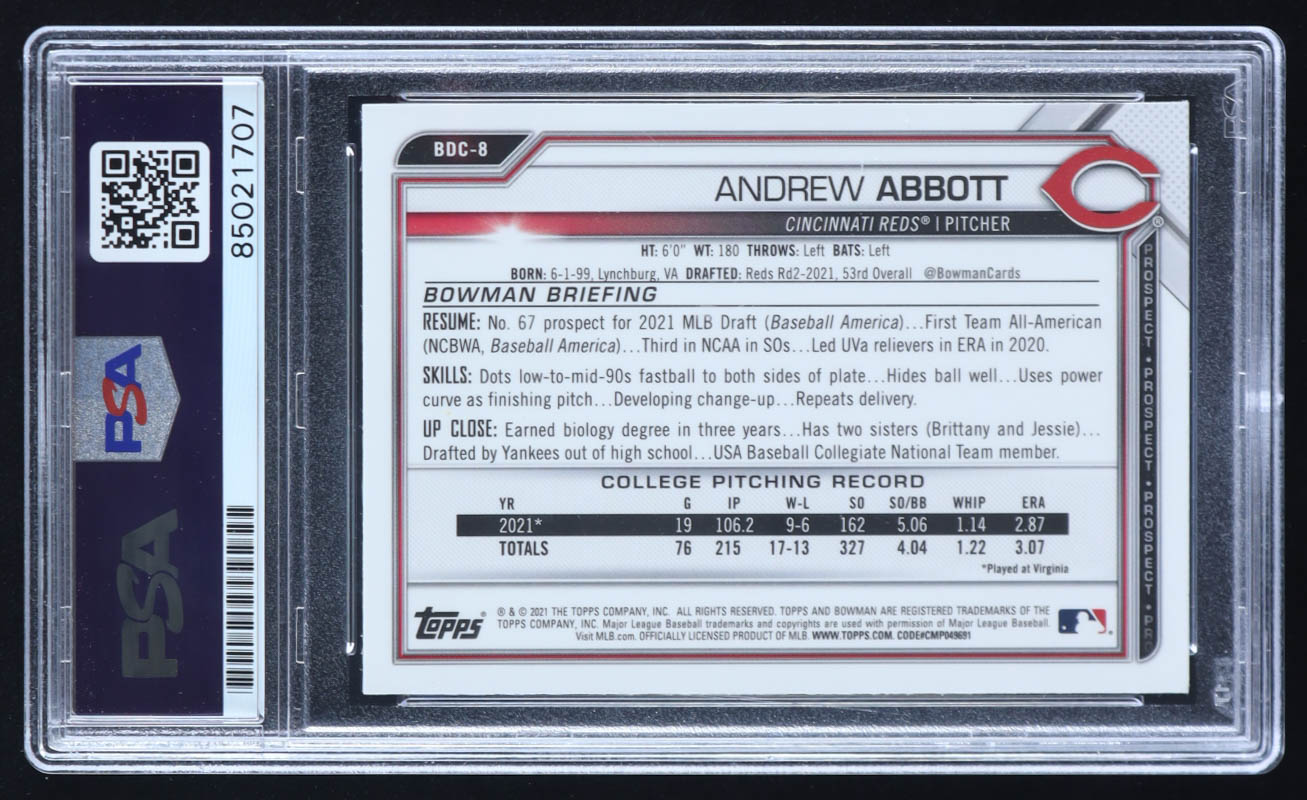 85021707
PSA
PSA
BDC-8
ANDREW ABBOTT
CINCINNATI REDS® | PITCHER
HT: 6'0" WT: 180 THROWS: Left BATS: Left
BORN: 6-1-99, Lynchburg, VA DRAFTED: Reds Rd2-2021, 53rd Overall @BowmanCards
BOWMAN BRIEFING
RESUME: No. 67 prospect for 2021 MLB Draft (Baseball America)...First Team All-American
(NCBWA, Baseball America)...Third in NCAA in SOs...Led UVa relievers in ERA in 2020.
SKILLS: Dots low-to-mid-90s fastball to both sides of plate...Hides ball well...Uses power
curve as finishing pitch...Developing change-up...Repeats delivery.
UP CLOSE: Earned biology degree in three years...Has two sisters (Brittany and Jessie)...
Drafted by Yankees out of high school...USA Baseball Collegiate National Team member.
COLLEGE PITCHING RECORD
YR G IP W-L SO SO/BB WHIP ERA
2021* 19 106.2 9-6 162 5.06 1.14 2.87
TOTALS 76 215 17-13 327 4.04 1.22 3.07
*Played at Virginia
Topps® ® & © 2021 THE TOPPS COMPANY, INC. ALL RIGHTS RESERVED. TOPPS AND BOWMAN ARE REGISTERED TRADEMARKS OF THE
TOPPS COMPANY, INC. Major League Baseball trademarks and copyrights are used with permission of Major League Baseball.
Visit MLB.com. OFFICIALLY LICENSED PRODUCT OF MLB. WWW.TOPPS.COM. CODE#CMP049691
PROSPECT • PROSPECT • PROSPECT • PR
PSA